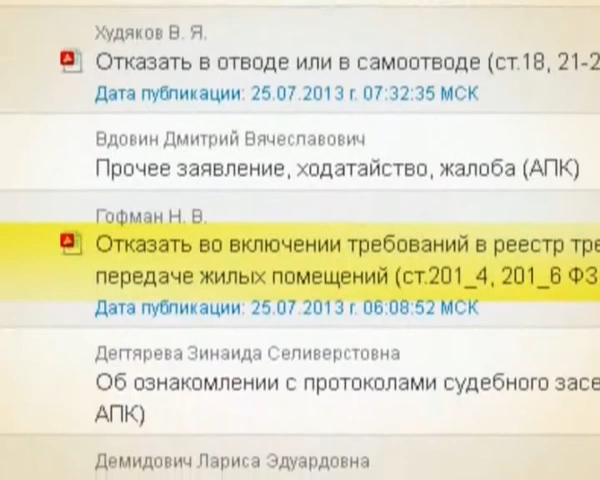 Худяков В. Я.
Отказать в отводе или в самоотводе (ст.18, 21-2
Дата публикации: 25.07.2013 г. 07:32:35 МСК
Вдовин Дмитрий Вячеславович
Прочее заявление, ходатайство, жалоба (АПК)
Гофман Н. В.
Отказать во включении требований в реестр тре
передаче жилых помещений (ст.201_4, 201_6 ФЗ
Дата публикации: 25.07.2013 г. 06:08:52 МСК
Дегтярева Зинаида Селиверстовна
Об ознакомлении с протоколами судебного засе
АПК)
Демидович Лариса Эдуардовна